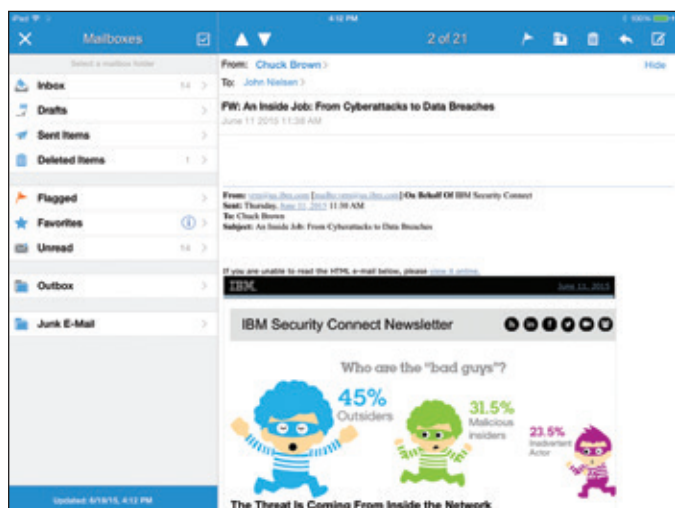 iPad
4:12 PM
100%
Mailboxes
2 of 21
Select a mailbox folder
Inbox 14
Drafts
Sent Items
Deleted Items 1
Flagged
Favorites
Unread 14
Outbox
Junk E-Mail
Updated: 6/19/15, 4:12 PM
From: Chuck Brown
Hide
To: John Nielsen
FW: An Inside Job: From Cyberattacks to Data Breaches
June 11 2015 11:38 AM
From: On Behalf Of IBM Security Connect
Sent: Thursday, June 11, 2015 11:30 AM
To: Chuck Brown
Subject: An Inside Job: From Cyberattacks to Data Breaches
If you are unable to read the HTML e-mail below, please view it online.
IBM. June 11, 2015
IBM Security Connect Newsletter
Who are the "bad guys"?
45%
Outsiders
31.5%
Malicious
insiders
23.5%
Inadvertent
Actor
The Threat Is Coming From Inside the Network